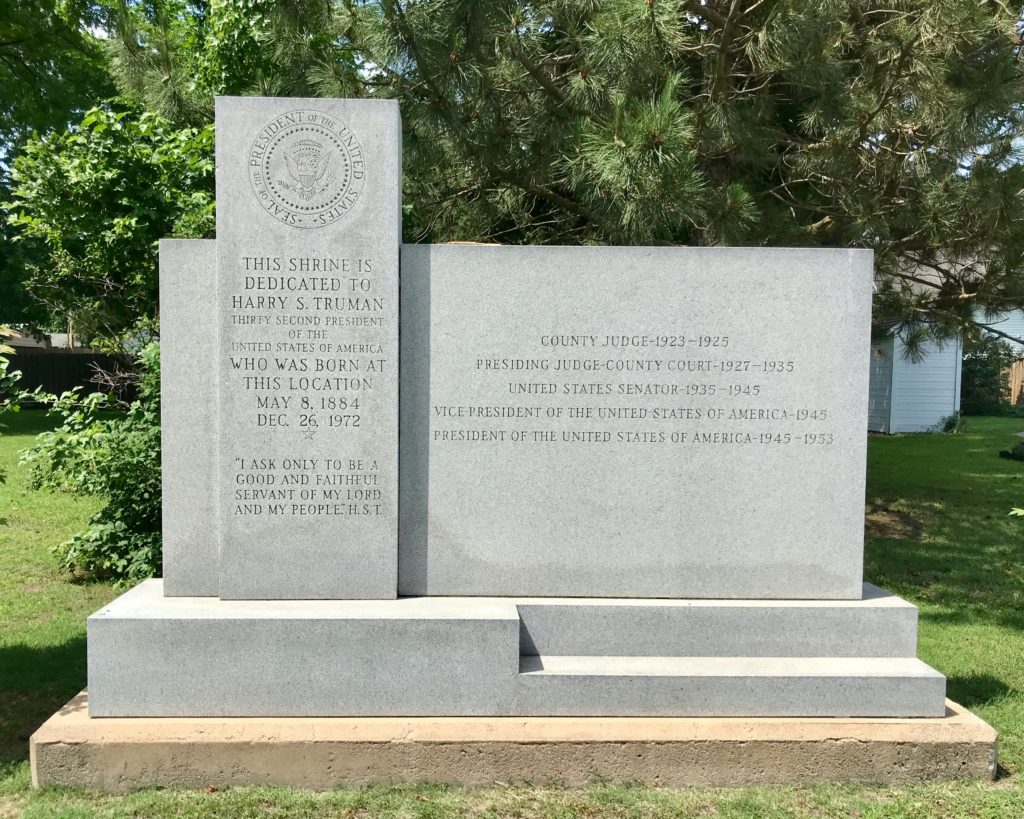 SEAL OF THE PRESIDENT OF THE UNITED STATES
THIS SHRINE IS
DEDICATED TO
HARRY S. TRUMAN
THIRTY SECOND PRESIDENT
OF THE
UNITED STATES OF AMERICA
WHO WAS BORN AT
THIS LOCATION
MAY 8, 1884
DEC. 26, 1972
"I ASK ONLY TO BE A
GOOD AND FAITHFUL
SERVANT OF MY LORD
AND MY PEOPLE." H.S.T.
COUNTY JUDGE-1923-1925
PRESIDING JUDGE-COUNTY COURT-1927-1935
UNITED STATES SENATOR-1935-1945
VICE-PRESIDENT OF THE UNITED STATES OF AMERICA-1945
PRESIDENT OF THE UNITED STATES OF AMERICA-1945-1953